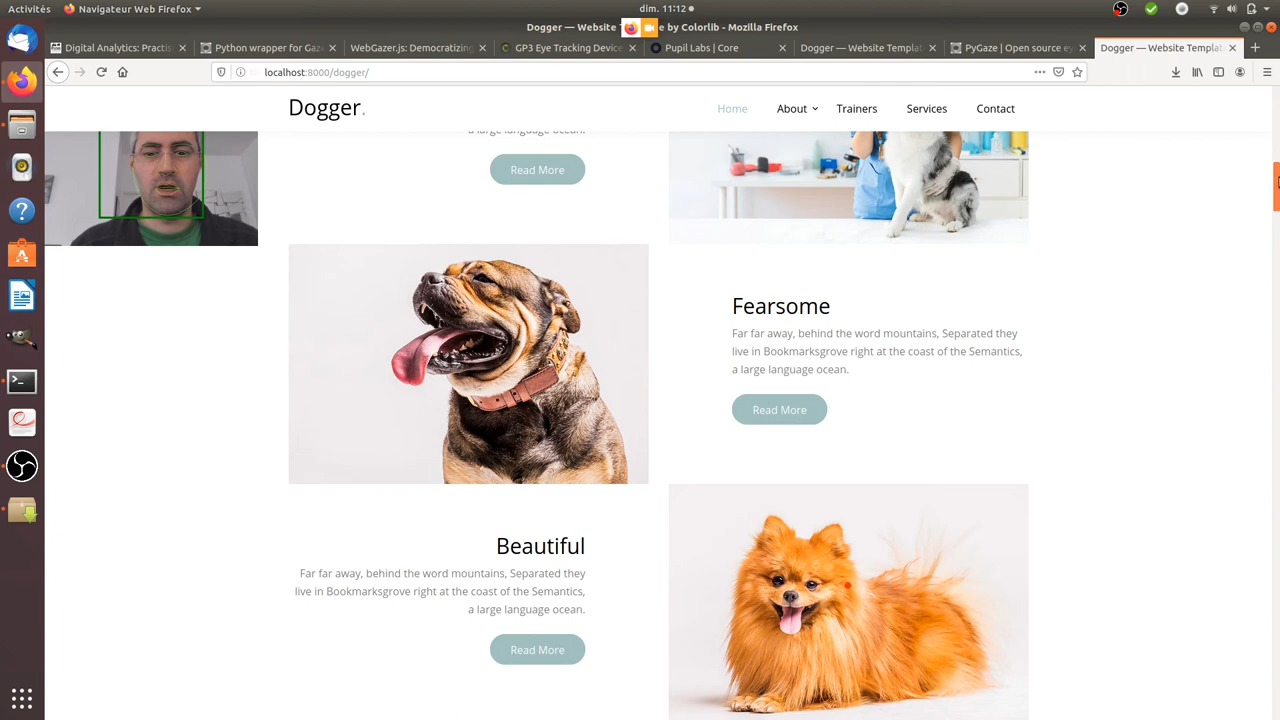 Activités
Navigateur Web Firefox
dim. 11:12
Dogger — Website Te e by Colorlib - Mozilla Firefox
Digital Analytics: Practis
Python wrapper for Gaze
WebGazer.js: Democratizing
GP3 Eye Tracking Device
Pupil Labs | Core
Dogger — Website Templat
PyGaze | Open source ey
Dogger — Website Templat
localhost:8000/dogger/
Dogger.
Home
About
Trainers
Services
Contact
a large language ocean.
Read More
Fearsome
Far far away, behind the word mountains, Separated they
live in Bookmarksgrove right at the coast of the Semantics,
a large language ocean.
Read More
Beautiful
Far far away, behind the word mountains, Separated they
live in Bookmarksgrove right at the coast of the Semantics,
a large language ocean.
Read More